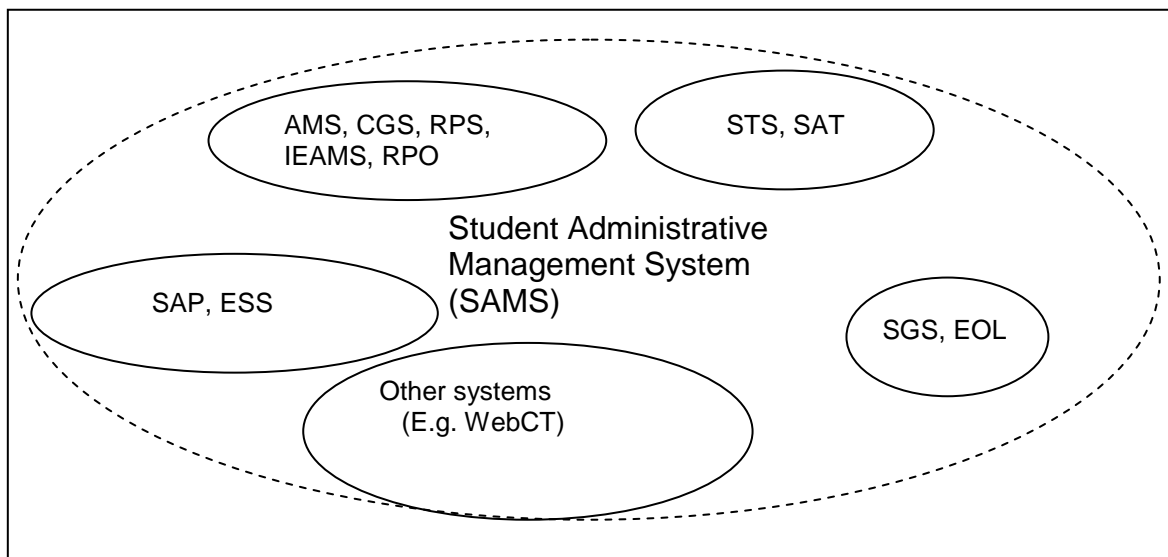 AMS, CGS, RPS,
IEAMS, RPO
STS, SAT
Student Administrative
Management System
(SAMS)
SAP, ESS
SGS, EOL
Other systems
(E.g. WebCT)